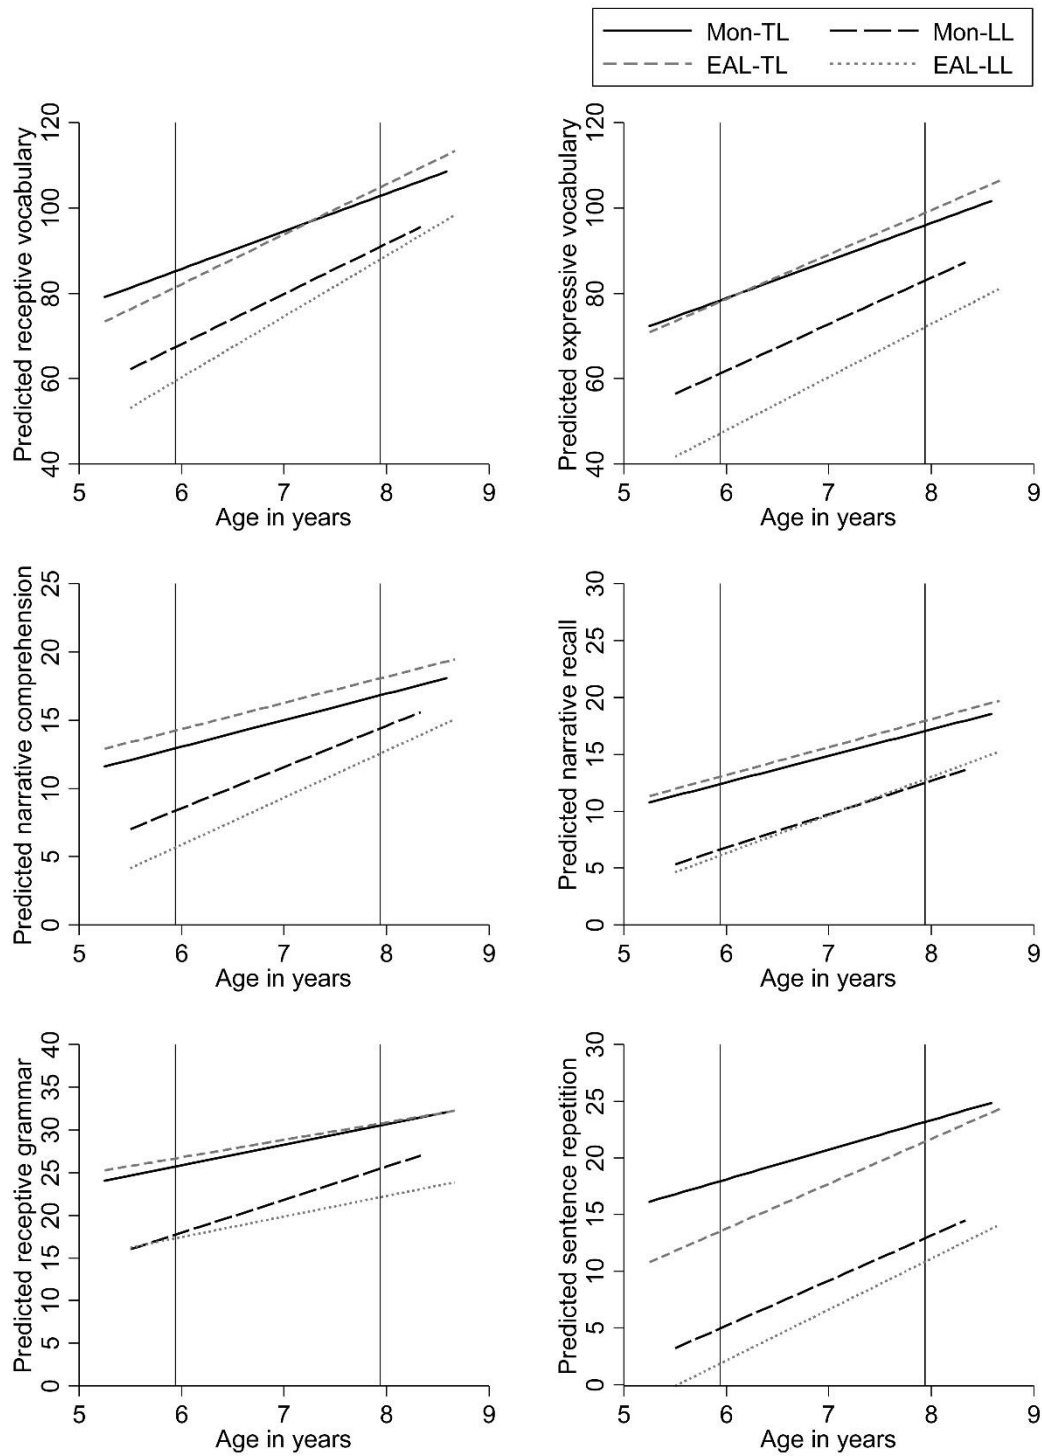 Mon-TL Mon-LL
EAL-TL EAL-LL
Predicted receptive vocabulary
40 60 80 100 120
5 6 7 8 9
Age in years
Predicted expressive vocabulary
40 60 80 100 120
5 6 7 8 9
Age in years
Predicted narrative comprehension
0 5 10 15 20 25
5 6 7 8 9
Age in years
Predicted narrative recall
0 5 10 15 20 25 30
5 6 7 8 9
Age in years
Predicted receptive grammar
0 5 10 15 20 25 30 35 40
5 6 7 8 9
Age in years
Predicted sentence repetition
0 5 10 15 20 25 30
5 6 7 8 9
Age in years